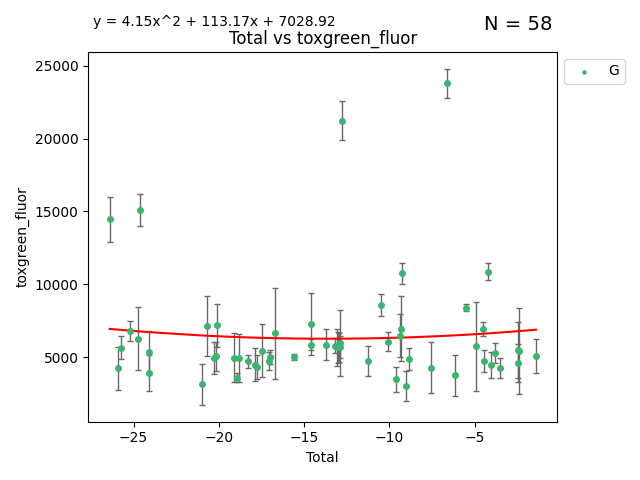 y = 4.15x^2 + 113.17x + 7028.92
N = 58
Total vs toxgreen_fluor
G
25000
20000
15000
10000
5000
toxgreen_fluor
−25 −20 −15 −10 −5
Total